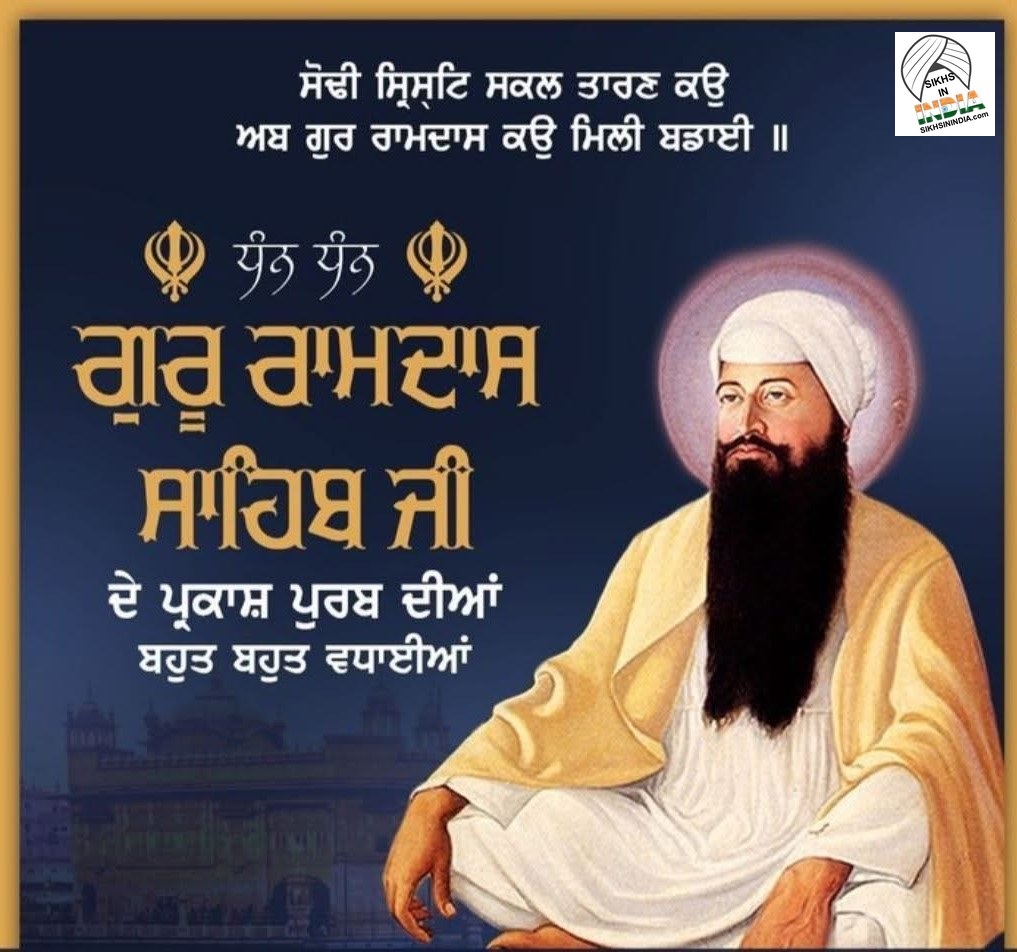 ਸੋਢੀ ਸ੍ਰਿਸ੍ਟਿ ਸਕਲ ਤਾਰਣ ਕਉ
ਅਬ ਗੁਰ ਰਾਮਦਾਸ ਕਉ ਮਿਲੀ ਬਡਾਈ ॥
ਧੰਨ ਧੰਨ
ਗੁਰੂ ਰਾਮਦਾਸ
ਸਾਹਿਬ ਜੀ
ਦੇ ਪ੍ਰਕਾਸ਼ ਪੁਰਬ ਦੀਆਂ
ਬਹੁਤ ਬਹੁਤ ਵਧਾਈਆਂ
SIKHS
IN
INDIA
SIKHSININDIA.com